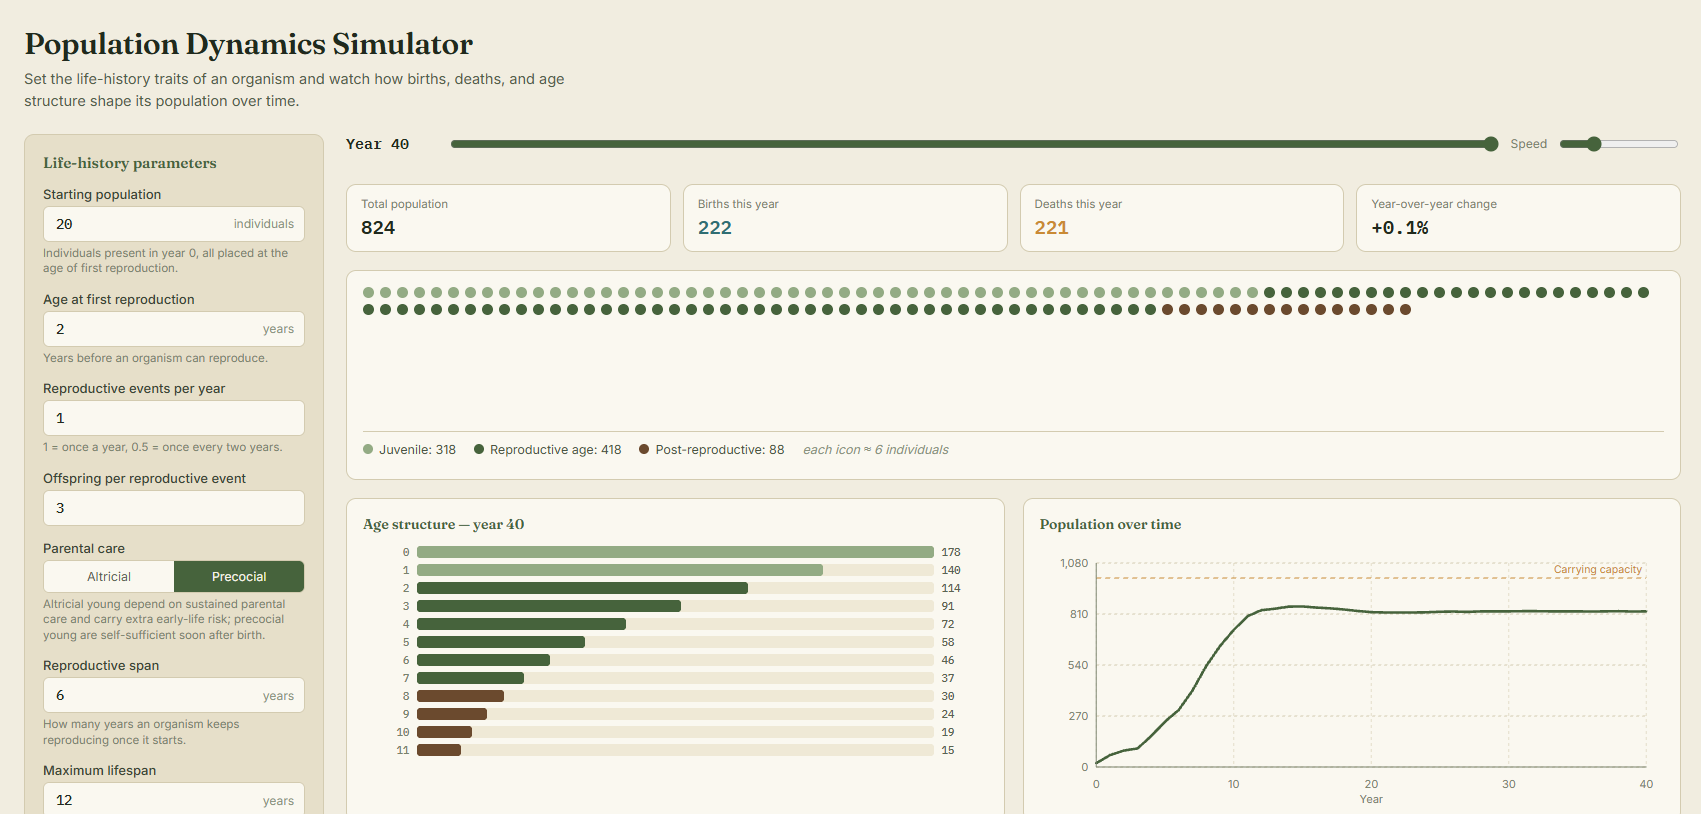 Population Dynamics Simulator
Set the life-history traits of an organism and watch how births, deaths, and age
structure shape its population over time.
Life-history parameters
Starting population
20 individuals
Individuals present in year 0, all placed at the
age of first reproduction.
Age at first reproduction
2 years
Years before an organism can reproduce.
Reproductive events per year
1
1 = once a year, 0.5 = once every two years.
Offspring per reproductive event
3
Parental care
Altricial Precocial
Altricial young depend on sustained parental
care and carry extra early-life risk; precocial
young are self-sufficient soon after birth.
Reproductive span
6 years
How many years an organism keeps
reproducing once it starts.
Maximum lifespan
12 years
Year 40 Speed
Total population
824
Births this year
222
Deaths this year
221
Year-over-year change
+0.1%
Juvenile: 318 Reproductive age: 418 Post-reproductive: 88 each icon ≈ 6 individuals
Age structure — year 40
0 178
1 140
2 114
3 91
4 72
5 58
6 46
7 37
8 30
9 24
10 19
11 15
Population over time
1,080
Carrying capacity
810
540
270
0
0 10 20 30 40
Year